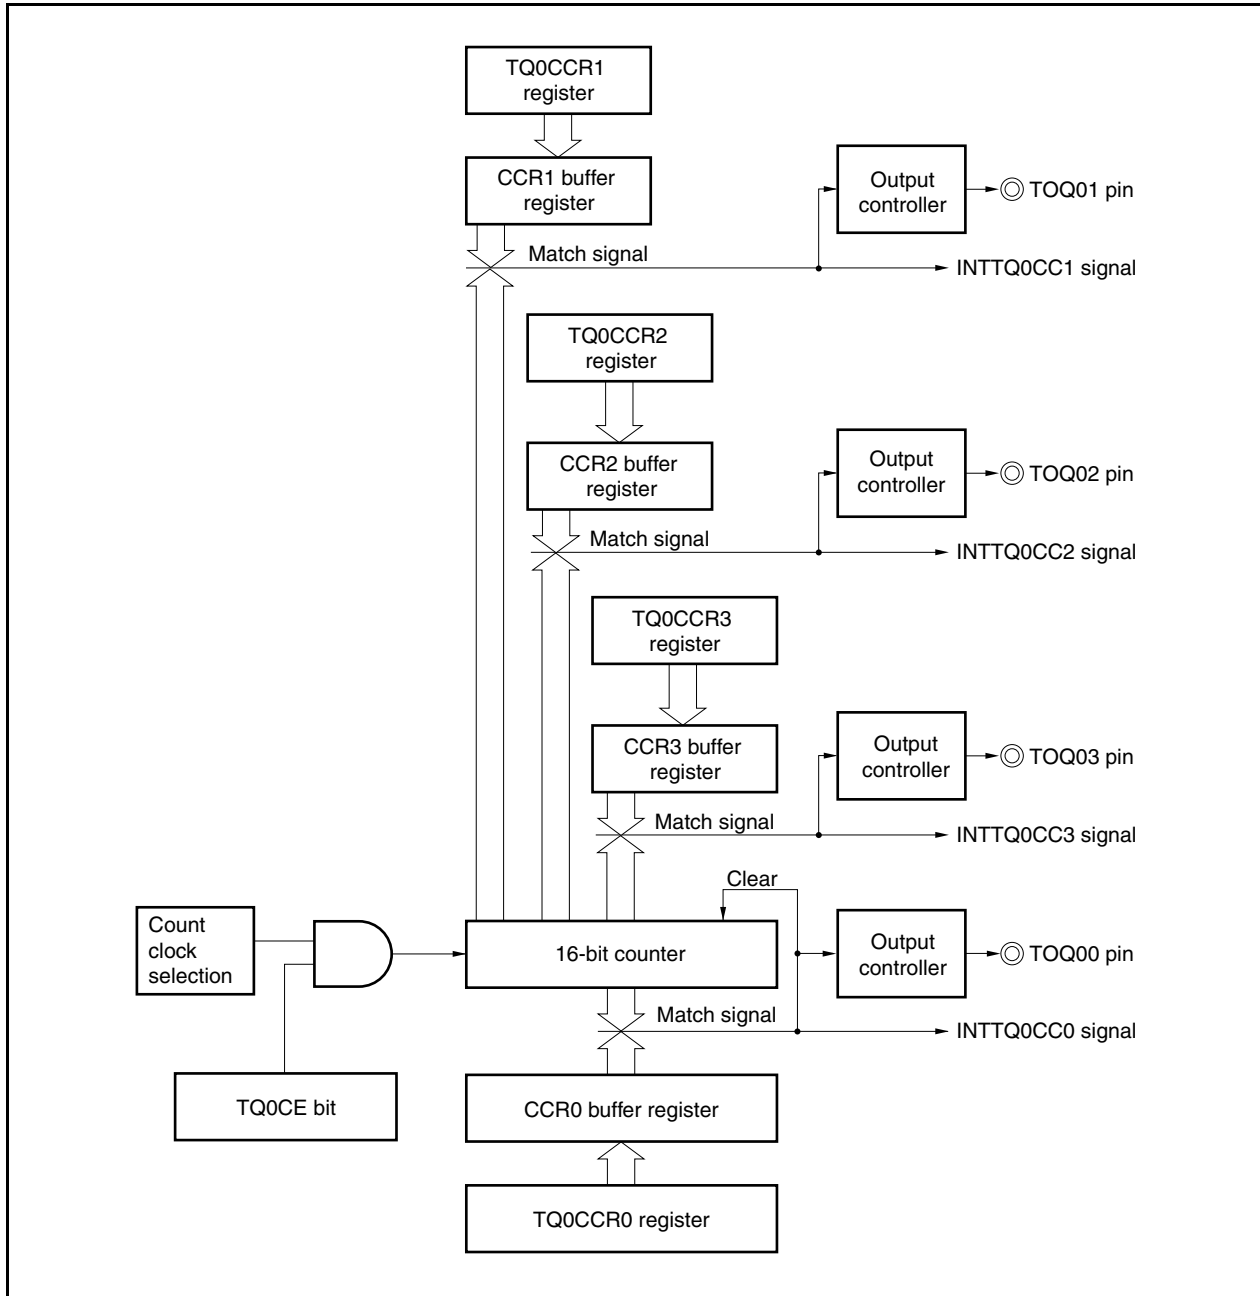 TQ0CCR1
register
CCR1 buffer
register
Output
controller
TOQ01 pin
Match signal
INTTQ0CC1 signal
TQ0CCR2
register
CCR2 buffer
register
Output
controller
TOQ02 pin
Match signal
INTTQ0CC2 signal
TQ0CCR3
register
CCR3 buffer
register
Output
controller
TOQ03 pin
Match signal
INTTQ0CC3 signal
Clear
Count
clock
selection
16-bit counter
Output
controller
TOQ00 pin
Match signal
INTTQ0CC0 signal
TQ0CE bit
CCR0 buffer register
TQ0CCR0 register